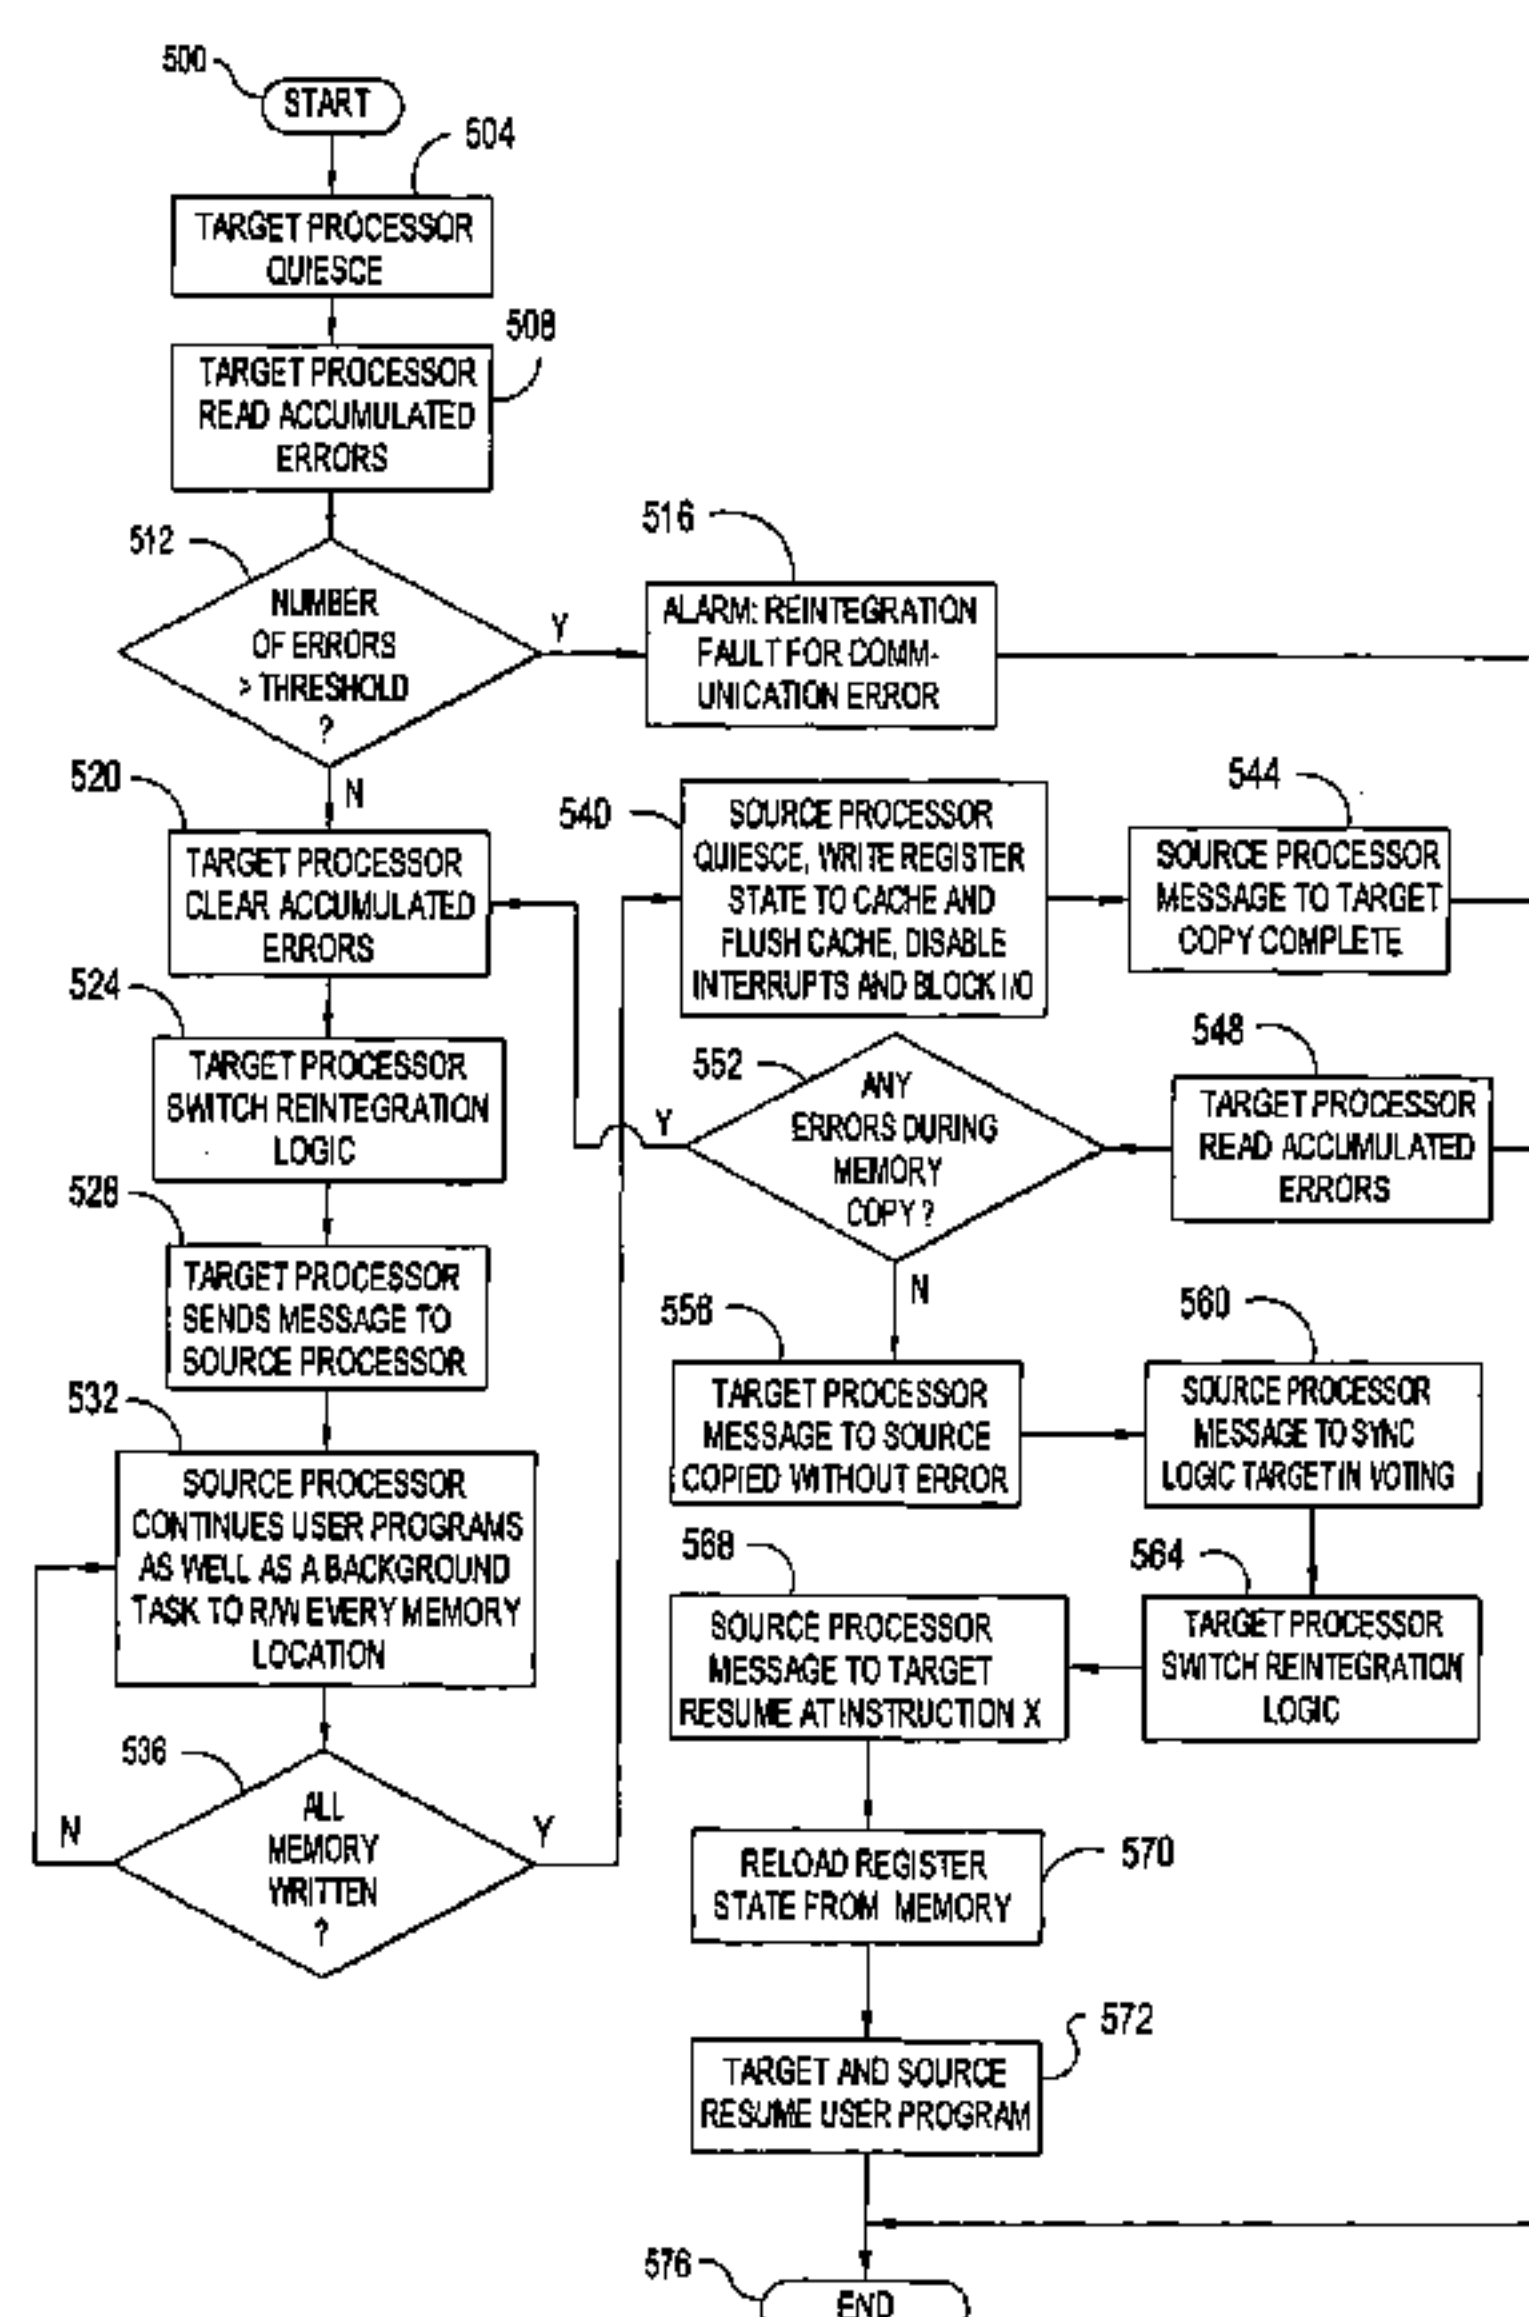 500
START
504
TARGET PROCESSOR
QUIESCE
508
TARGET PROCESSOR
READ ACCUMULATED
ERRORS
512
NUMBER
OF ERRORS
> THRESHOLD
?
Y
N
516
ALARM: REINTEGRATION
FAULT FOR COMM-
UNICATION ERROR
520
TARGET PROCESSOR
CLEAR ACCUMULATED
ERRORS
524
TARGET PROCESSOR
SWITCH REINTEGRATION
LOGIC
528
TARGET PROCESSOR
SENDS MESSAGE TO
SOURCE PROCESSOR
532
SOURCE PROCESSOR
CONTINUES USER PROGRAMS
AS WELL AS A BACKGROUND
TASK TO R/W EVERY MEMORY
LOCATION
536
ALL
MEMORY
WRITTEN
?
N
Y
540
SOURCE PROCESSOR
QUIESCE, WRITE REGISTER
STATE TO CACHE AND
FLUSH CACHE, DISABLE
INTERRUPTS AND BLOCK I/O
544
SOURCE PROCESSOR
MESSAGE TO TARGET
COPY COMPLETE
548
TARGET PROCESSOR
READ ACCUMULATED
ERRORS
552
ANY
ERRORS DURING
MEMORY
COPY ?
Y
N
556
TARGET PROCESSOR
MESSAGE TO SOURCE
COPIED WITHOUT ERROR
560
SOURCE PROCESSOR
MESSAGE TO SYNC
LOGIC TARGET IN VOTING
564
TARGET PROCESSOR
SWITCH REINTEGRATION
LOGIC
568
SOURCE PROCESSOR
MESSAGE TO TARGET
RESUME AT INSTRUCTION X
570
RELOAD REGISTER
STATE FROM MEMORY
572
TARGET AND SOURCE
RESUME USER PROGRAM
576
END